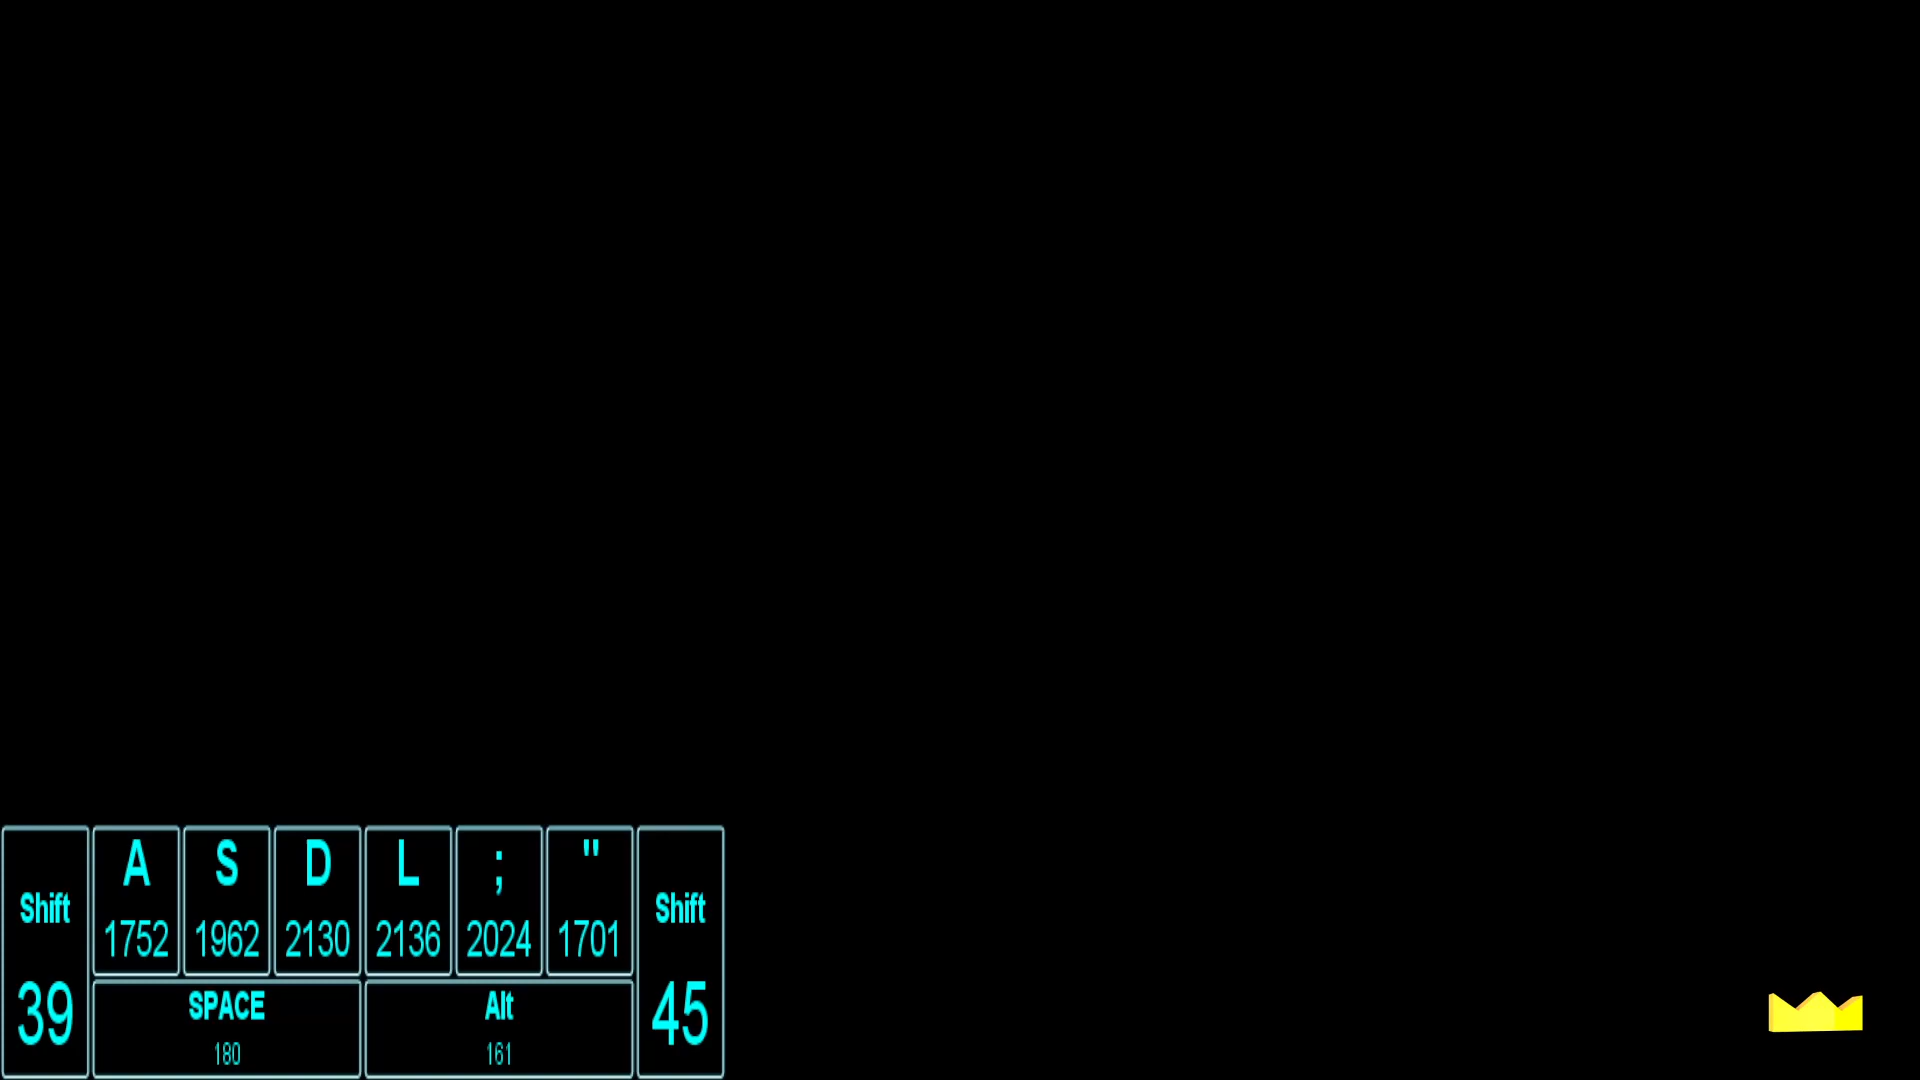 A S D L ; "
Shift Shift
1752 1962 2130 2136 2024 1701
39 SPACE Alt 45
180 161